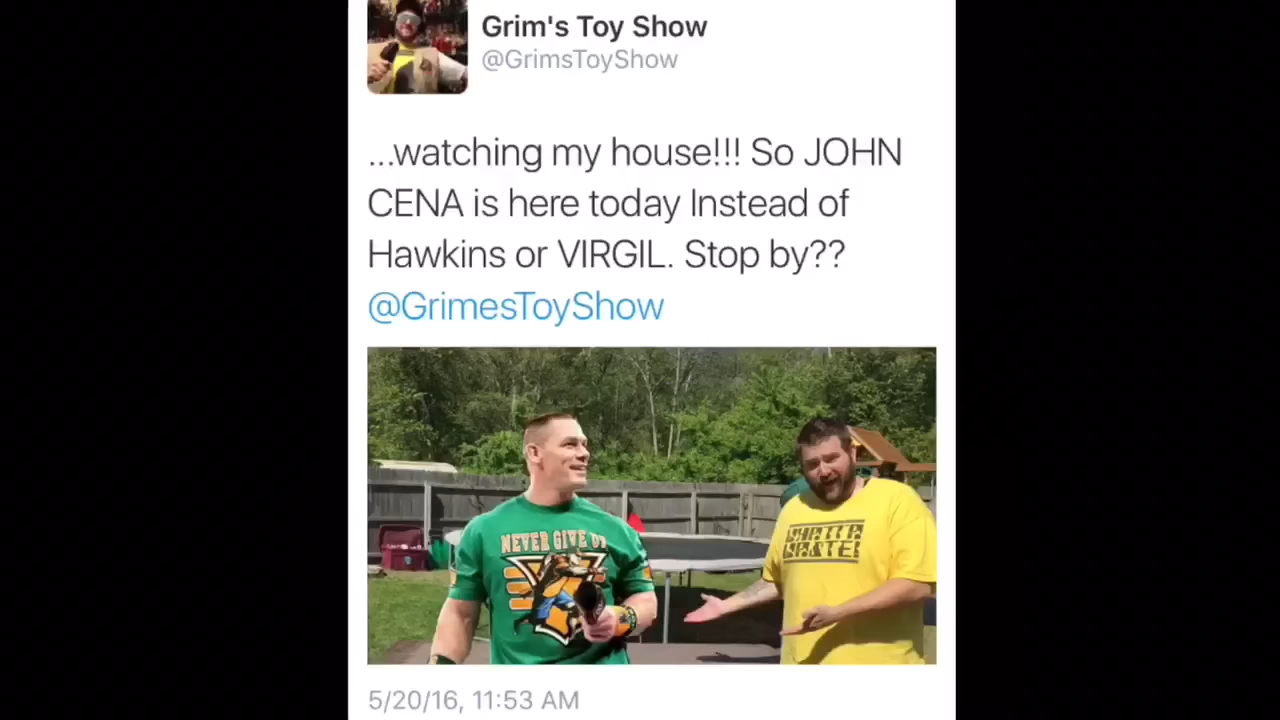 Grim's Toy Show
@GrimsToyShow
...watching my house!!! So JOHN
CENA is here today Instead of
Hawkins or VIRGIL. Stop by??
@GrimesToyShow
NEVER GIVE
WHATTA
5/20/16, 11:53 AM